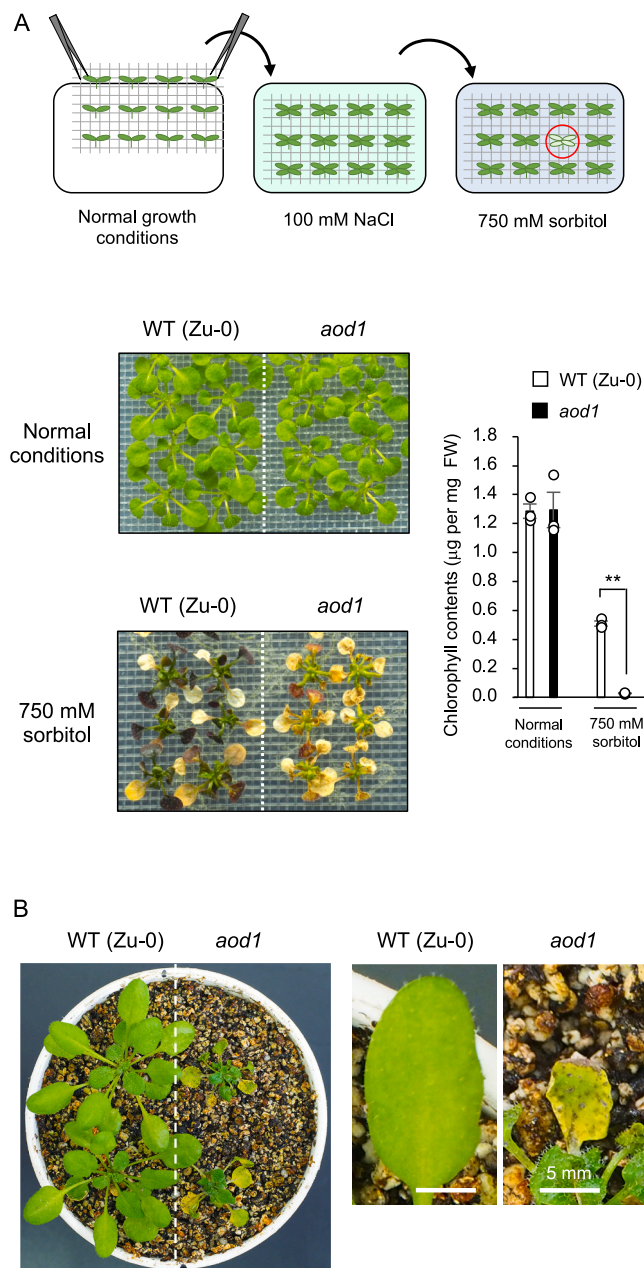 A
Normal growth
conditions
100 mM NaCl
750 mM sorbitol
WT (Zu-0)
aod1
Normal
conditions
WT (Zu-0)
aod1
750 mM
sorbitol
WT (Zu-0)
aod1
Chlorophyll contents (µg per mg FW)
1.8
1.6
1.4
1.2
1.0
0.8
0.6
0.4
0.2
0.0
**
Normal
conditions
750 mM
sorbitol
B
WT (Zu-0)
aod1
WT (Zu-0)
aod1
5 mm